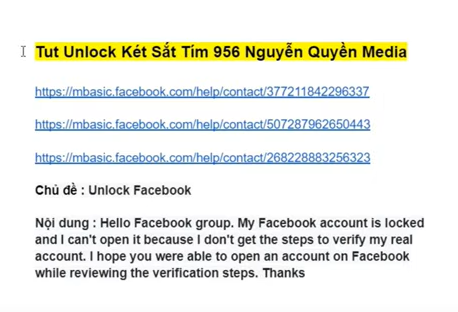 Tut Unlock Két Sắt Tím 956 Nguyễn Quyền Media
https://mbasic.facebook.com/help/contact/377211842296337
https://mbasic.facebook.com/help/contact/507287962650443
https://mbasic.facebook.com/help/contact/268228883256323
Chủ đề : Unlock Facebook
Nội dung : Hello Facebook group. My Facebook account is locked
and I can't open it because I don't get the steps to verify my real
account. I hope you were able to open an account on Facebook
while reviewing the verification steps. Thanks